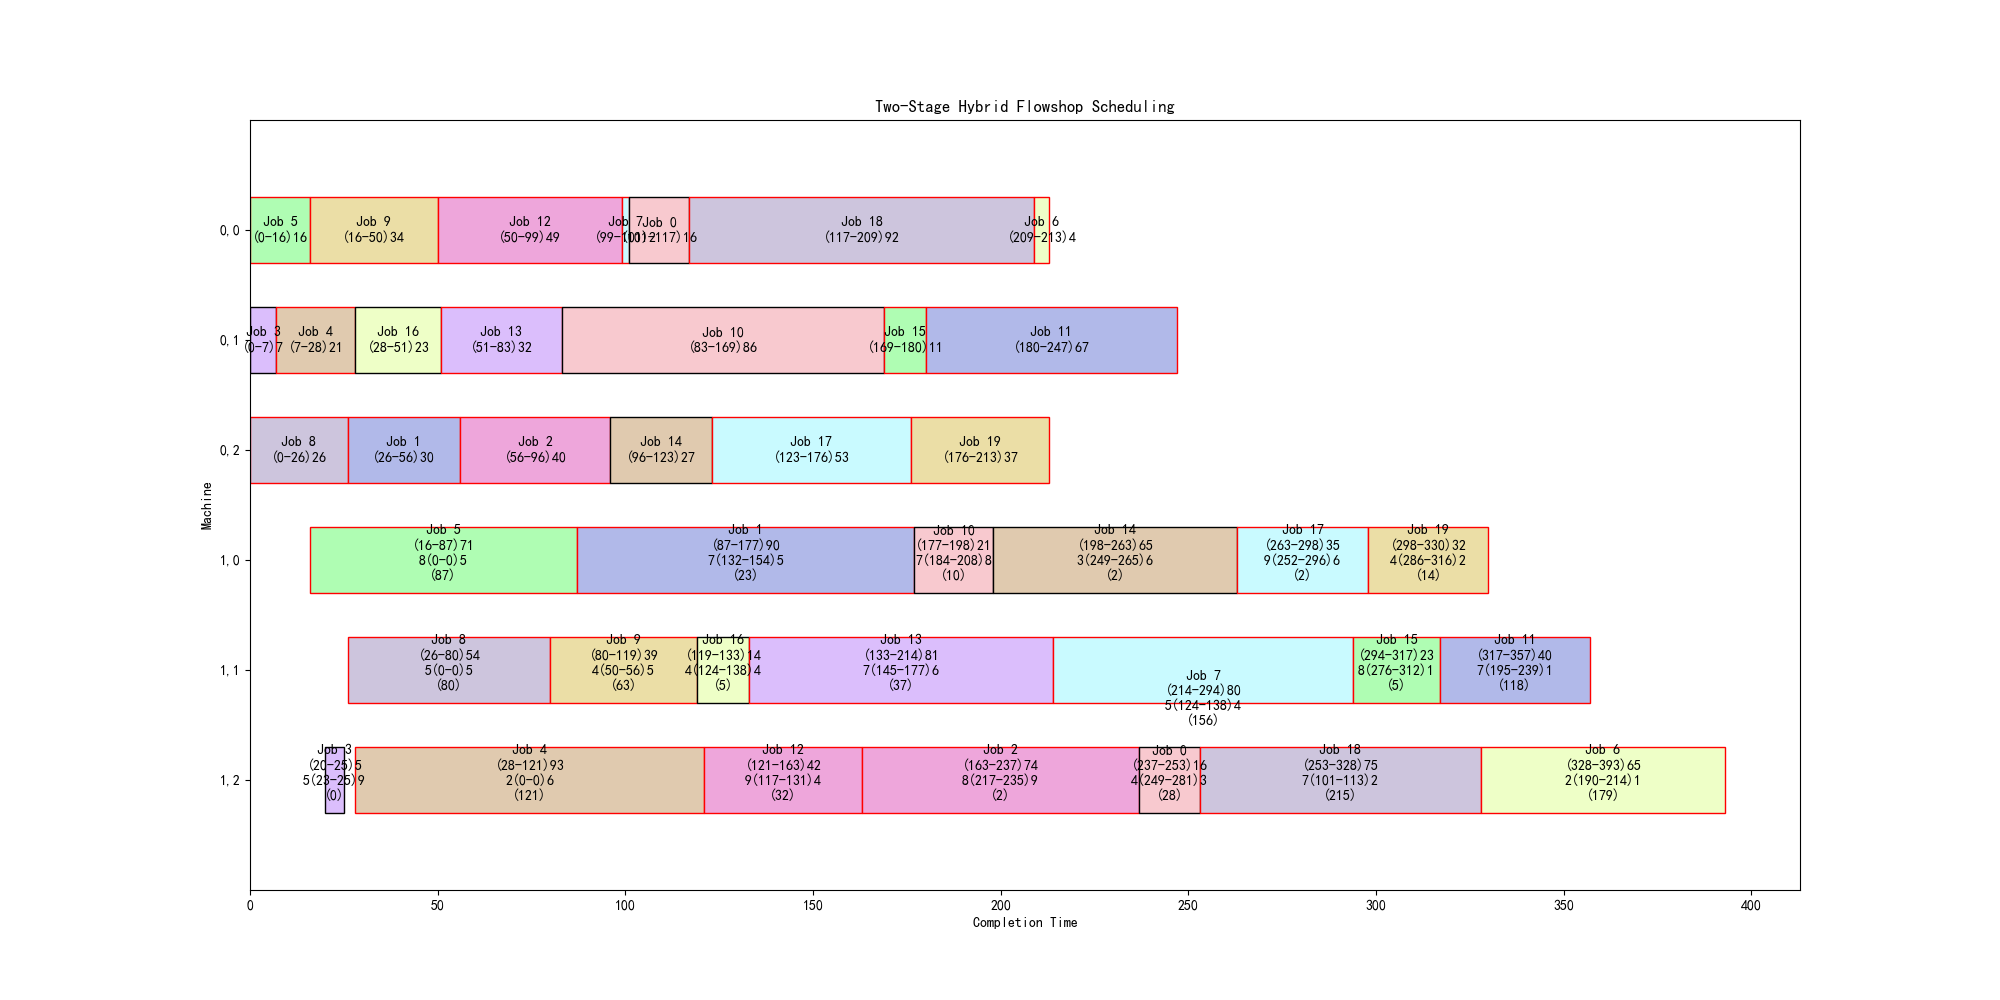 Two-Stage Hybrid Flowshop Scheduling
Machine
0,0
Job 5
(0-16)16
Job 9
(16-50)34
Job 12
(50-99)49
Job 7
Job 0
(101-117)16
Job 18
(117-209)92
Job 6
(209-213)4
0,1
Job 3
(0-7)7
Job 4
(7-28)21
Job 16
(28-51)23
Job 13
(51-83)32
Job 10
(83-169)86
Job 15
(169-180)11
Job 11
(180-247)67
0,2
Job 8
(0-26)26
Job 1
(26-56)30
Job 2
(56-96)40
Job 14
(96-123)27
Job 17
(123-176)53
Job 19
(176-213)37
1,0
Job 5
(16-87)71
8(0-0)5
(87)
Job 1
(87-177)90
7(132-154)5
(23)
Job 10
(177-198)21
7(184-208)8
(10)
Job 14
(198-263)65
3(249-265)6
(2)
Job 17
(263-298)35
9(252-296)6
(2)
Job 19
(298-330)32
4(286-316)2
(14)
1,1
Job 8
(26-80)54
5(0-0)5
(80)
Job 9
(80-119)39
4(50-56)5
(63)
Job 16
(119-133)14
4(124-138)4
(5)
Job 13
(133-214)81
7(145-177)6
(37)
Job 7
(214-294)80
5(124-138)4
(156)
Job 15
(294-317)23
8(276-312)1
(5)
Job 11
(317-357)40
7(195-239)1
(118)
1,2
Job 3
(20-25)5
5(23-25)9
(0)
Job 4
(28-121)93
2(0-0)6
(121)
Job 12
(121-163)42
9(117-131)4
(32)
Job 2
(163-237)74
8(217-235)9
(2)
Job 0
(237-253)16
4(249-281)3
(28)
Job 18
(253-328)75
7(101-113)2
(215)
Job 6
(328-393)65
2(190-214)1
(179)
0 50 100 150 200 250 300 350 400
Completion Time